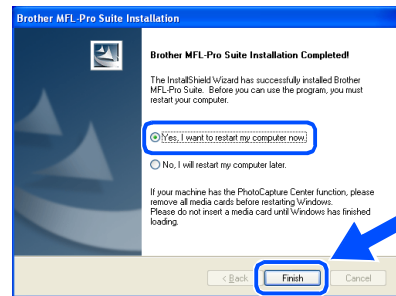 Brother MFL-Pro Suite Installation
Brother MFL-Pro Suite Installation Completed!
The InstallShield Wizard has successfully installed Brother
MFL-Pro Suite. Before you can use the program, you must
restart your computer.
Yes, I want to restart my computer now.
No, I will restart my computer later.
If your machine has the PhotoCapture Center function, please
remove all media cards before restarting Windows.
Please do not insert a media card until Windows has finished
loading.
< Back Finish Cancel